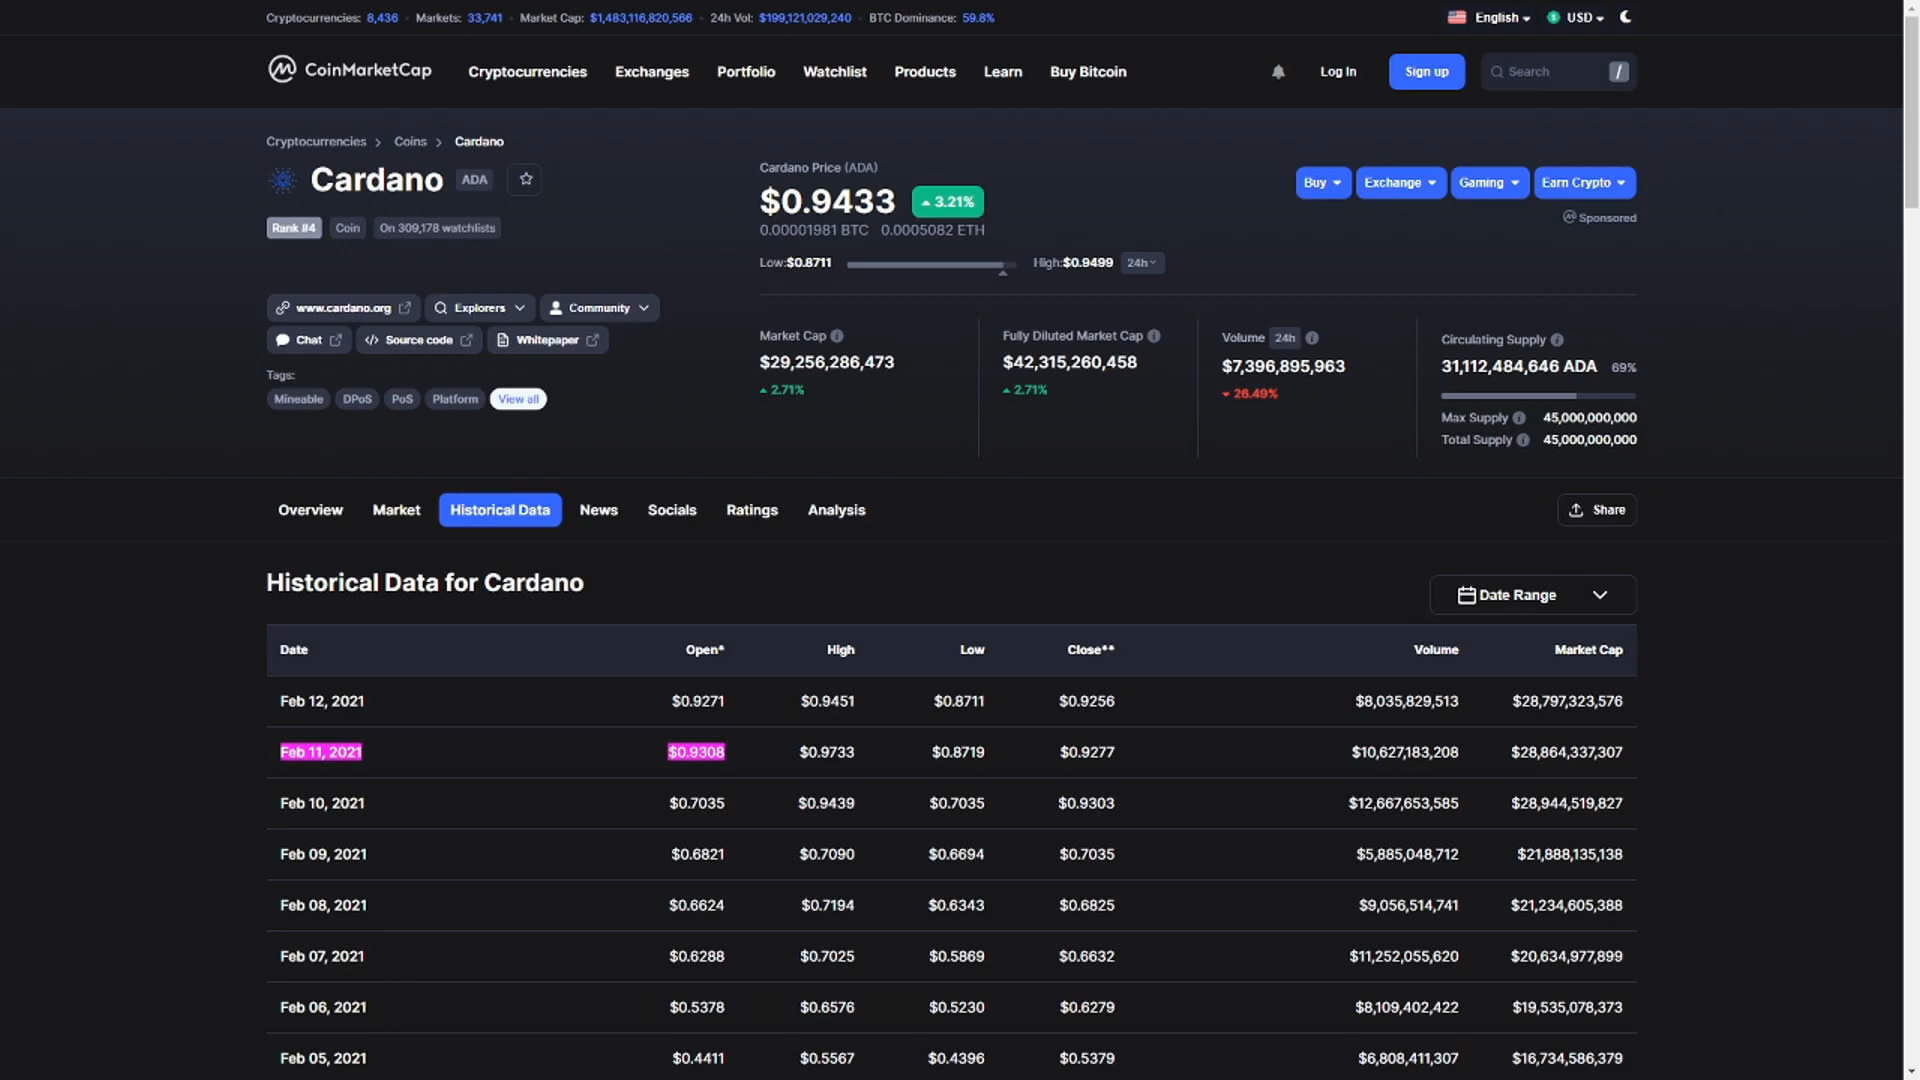 Cryptocurrencies: 8,436 Markets: 33,741 Market Cap: $1,483,116,820,566 24h Vol: $199,121,029,240 BTC Dominance: 59.8% English USD
CoinMarketCap Cryptocurrencies Exchanges Portfolio Watchlist Products Learn Buy Bitcoin Log In Sign up Search /
Cryptocurrencies > Coins > Cardano
Cardano ADA
Rank #4 Coin On 309,178 watchlists
www.cardano.org Explorers Community
Chat Source code Whitepaper
Tags:
Mineable DPoS PoS Platform View all
Cardano Price (ADA)
$0.9433 3.21%
0.00001981 BTC 0.0005082 ETH
Low:$0.8711 High:$0.9499 24h
Buy Exchange Gaming Earn Crypto
Sponsored
Market Cap
$29,256,286,473
2.71%
Fully Diluted Market Cap
$42,315,260,458
2.71%
Volume 24h
$7,396,895,963
26.49%
Circulating Supply
31,112,484,646 ADA 69%
Max Supply 45,000,000,000
Total Supply 45,000,000,000
Overview Market Historical Data News Socials Ratings Analysis Share
Historical Data for Cardano
Date Range
Date Open* High Low Close** Volume Market Cap
Feb 12, 2021 $0.9271 $0.9451 $0.8711 $0.9256 $8,035,829,513 $28,797,323,576
Feb 11, 2021 $0.9308 $0.9733 $0.8719 $0.9277 $10,627,183,208 $28,864,337,307
Feb 10, 2021 $0.7035 $0.9439 $0.7035 $0.9303 $12,667,653,585 $28,944,519,827
Feb 09, 2021 $0.6821 $0.7090 $0.6694 $0.7035 $5,885,048,712 $21,888,135,138
Feb 08, 2021 $0.6624 $0.7194 $0.6343 $0.6825 $9,056,514,741 $21,234,605,388
Feb 07, 2021 $0.6288 $0.7025 $0.5869 $0.6632 $11,252,055,620 $20,634,977,899
Feb 06, 2021 $0.5378 $0.6576 $0.5230 $0.6279 $8,109,402,422 $19,535,078,373
Feb 05, 2021 $0.4411 $0.5567 $0.4396 $0.5379 $6,808,411,307 $16,734,586,379